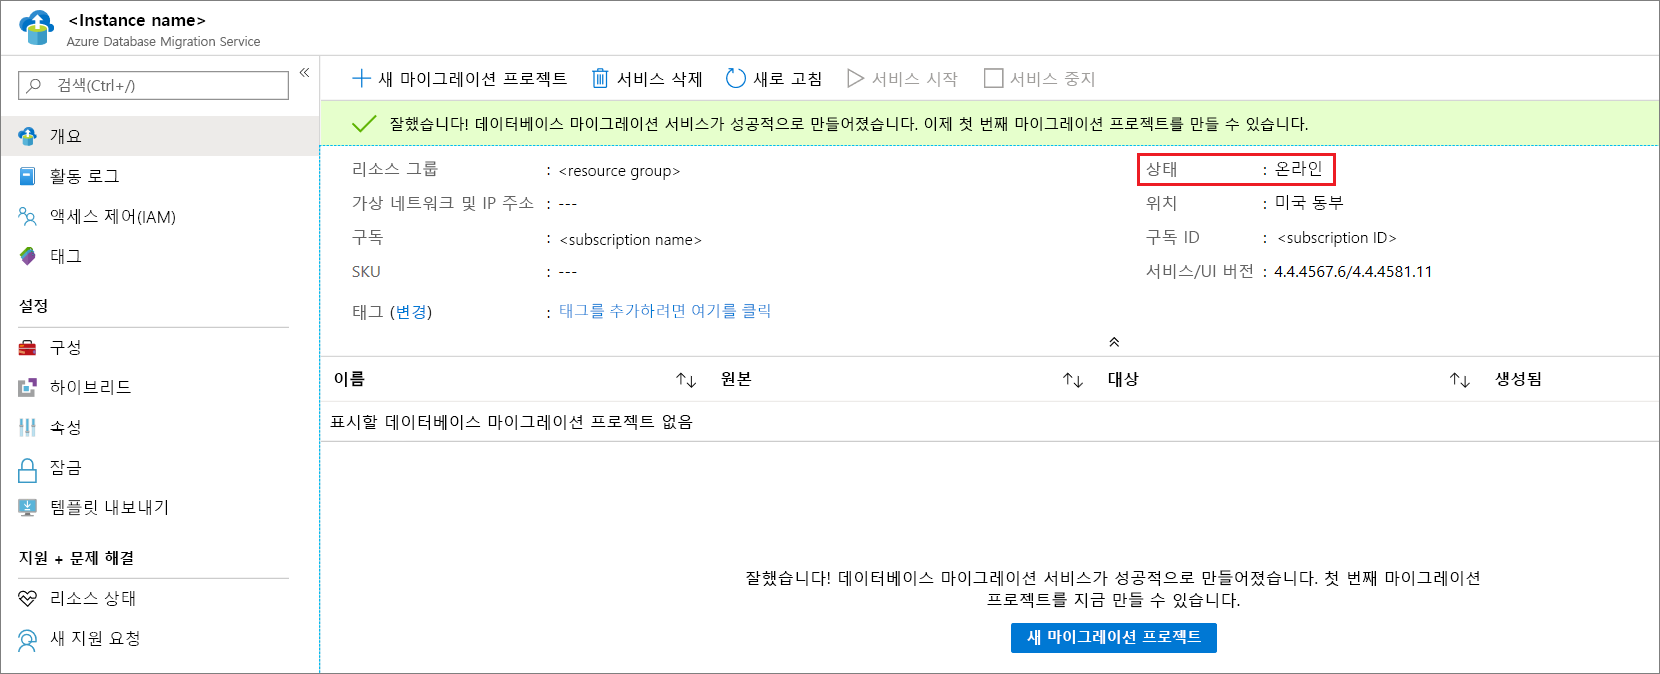 <Instance name>
Azure Database Migration Service
검색(Ctrl+/)
개요
활동 로그
액세스 제어(IAM)
태그
설정
구성
하이브리드
속성
잠금
템플릿 내보내기
지원 + 문제 해결
리소스 상태
새 지원 요청
새 마이그레이션 프로젝트 서비스 삭제 새로 고침 서비스 시작 서비스 중지
잘했습니다! 데이터베이스 마이그레이션 서비스가 성공적으로 만들어졌습니다. 이제 첫 번째 마이그레이션 프로젝트를 만들 수 있습니다.
리소스 그룹 : <resource group>
가상 네트워크 및 IP 주소 : ---
구독 : <subscription name>
SKU : ---
태그 (변경) : 태그를 추가하려면 여기를 클릭
상태 : 온라인
위치 : 미국 동부
구독 ID : <subscription ID>
서비스/UI 버전 : 4.4.4567.6/4.4.4581.11
이름 원본 대상 생성됨
표시할 데이터베이스 마이그레이션 프로젝트 없음
잘했습니다! 데이터베이스 마이그레이션 서비스가 성공적으로 만들어졌습니다. 첫 번째 마이그레이션
프로젝트를 지금 만들 수 있습니다.
새 마이그레이션 프로젝트